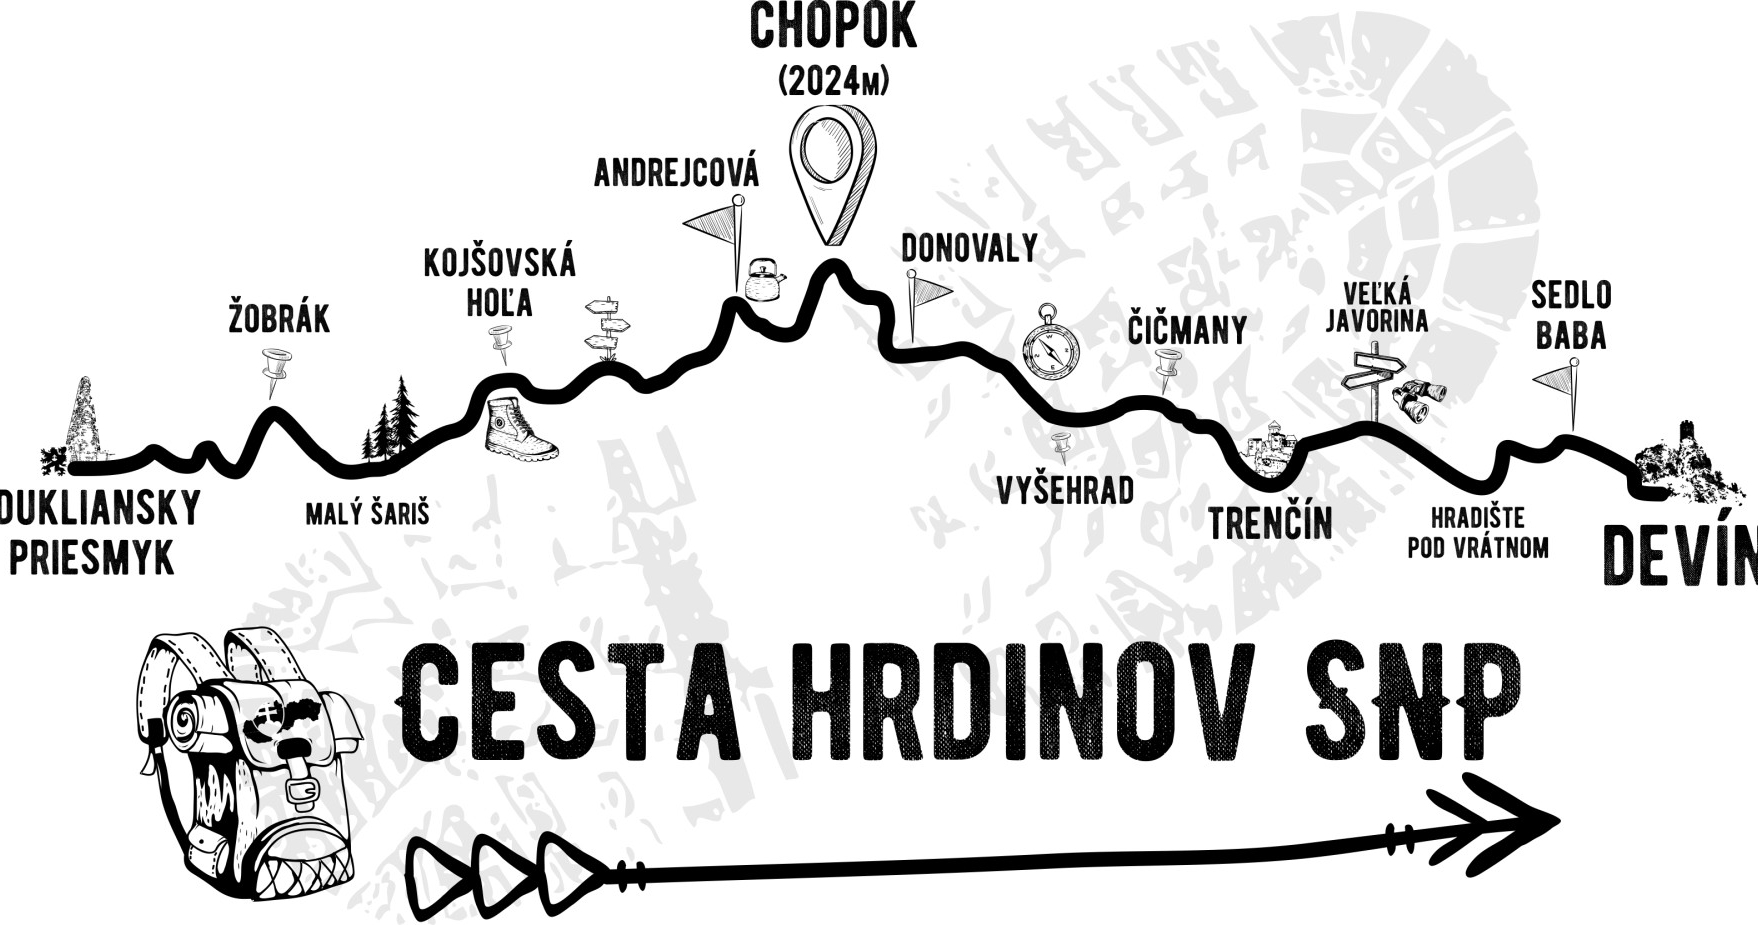 CHOPOK
(2024M)
ANDREJCOVÁ
DONOVALY
KOJŠOVSKÁ
HOĽA
ŽOBRÁK
ČIČMANY
VEĽKÁ
JAVORINA
SEDLO
BABA
DUKLIANSKY
PRIESMYK
MALÝ ŠARIŠ
VYŠEHRAD
TRENČÍN
HRADIŠTE
POD VRÁTNOM
DEVÍN
CESTA HRDINOV SNP